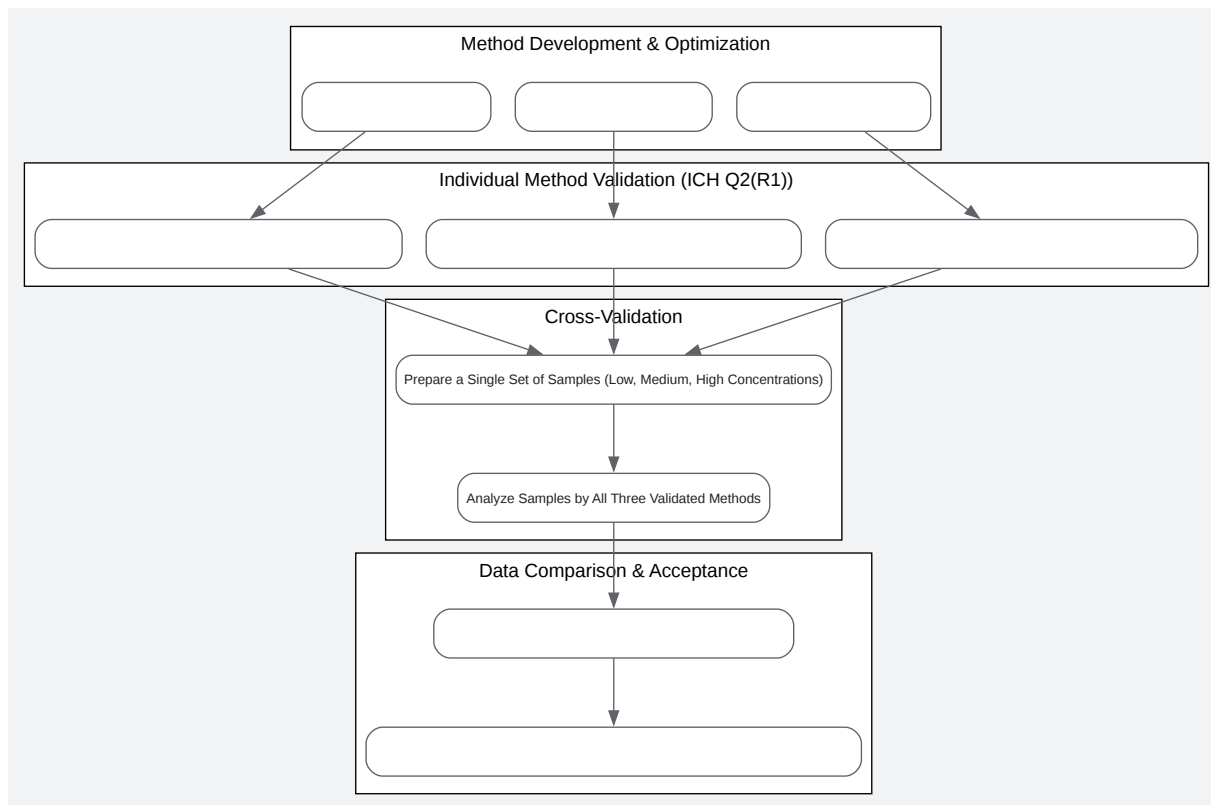 Method Development & Optimization
Individual Method Validation (ICH Q2(R1))
Cross-Validation
Prepare a Single Set of Samples (Low, Medium, High Concentrations)
Analyze Samples by All Three Validated Methods
Data Comparison & Acceptance